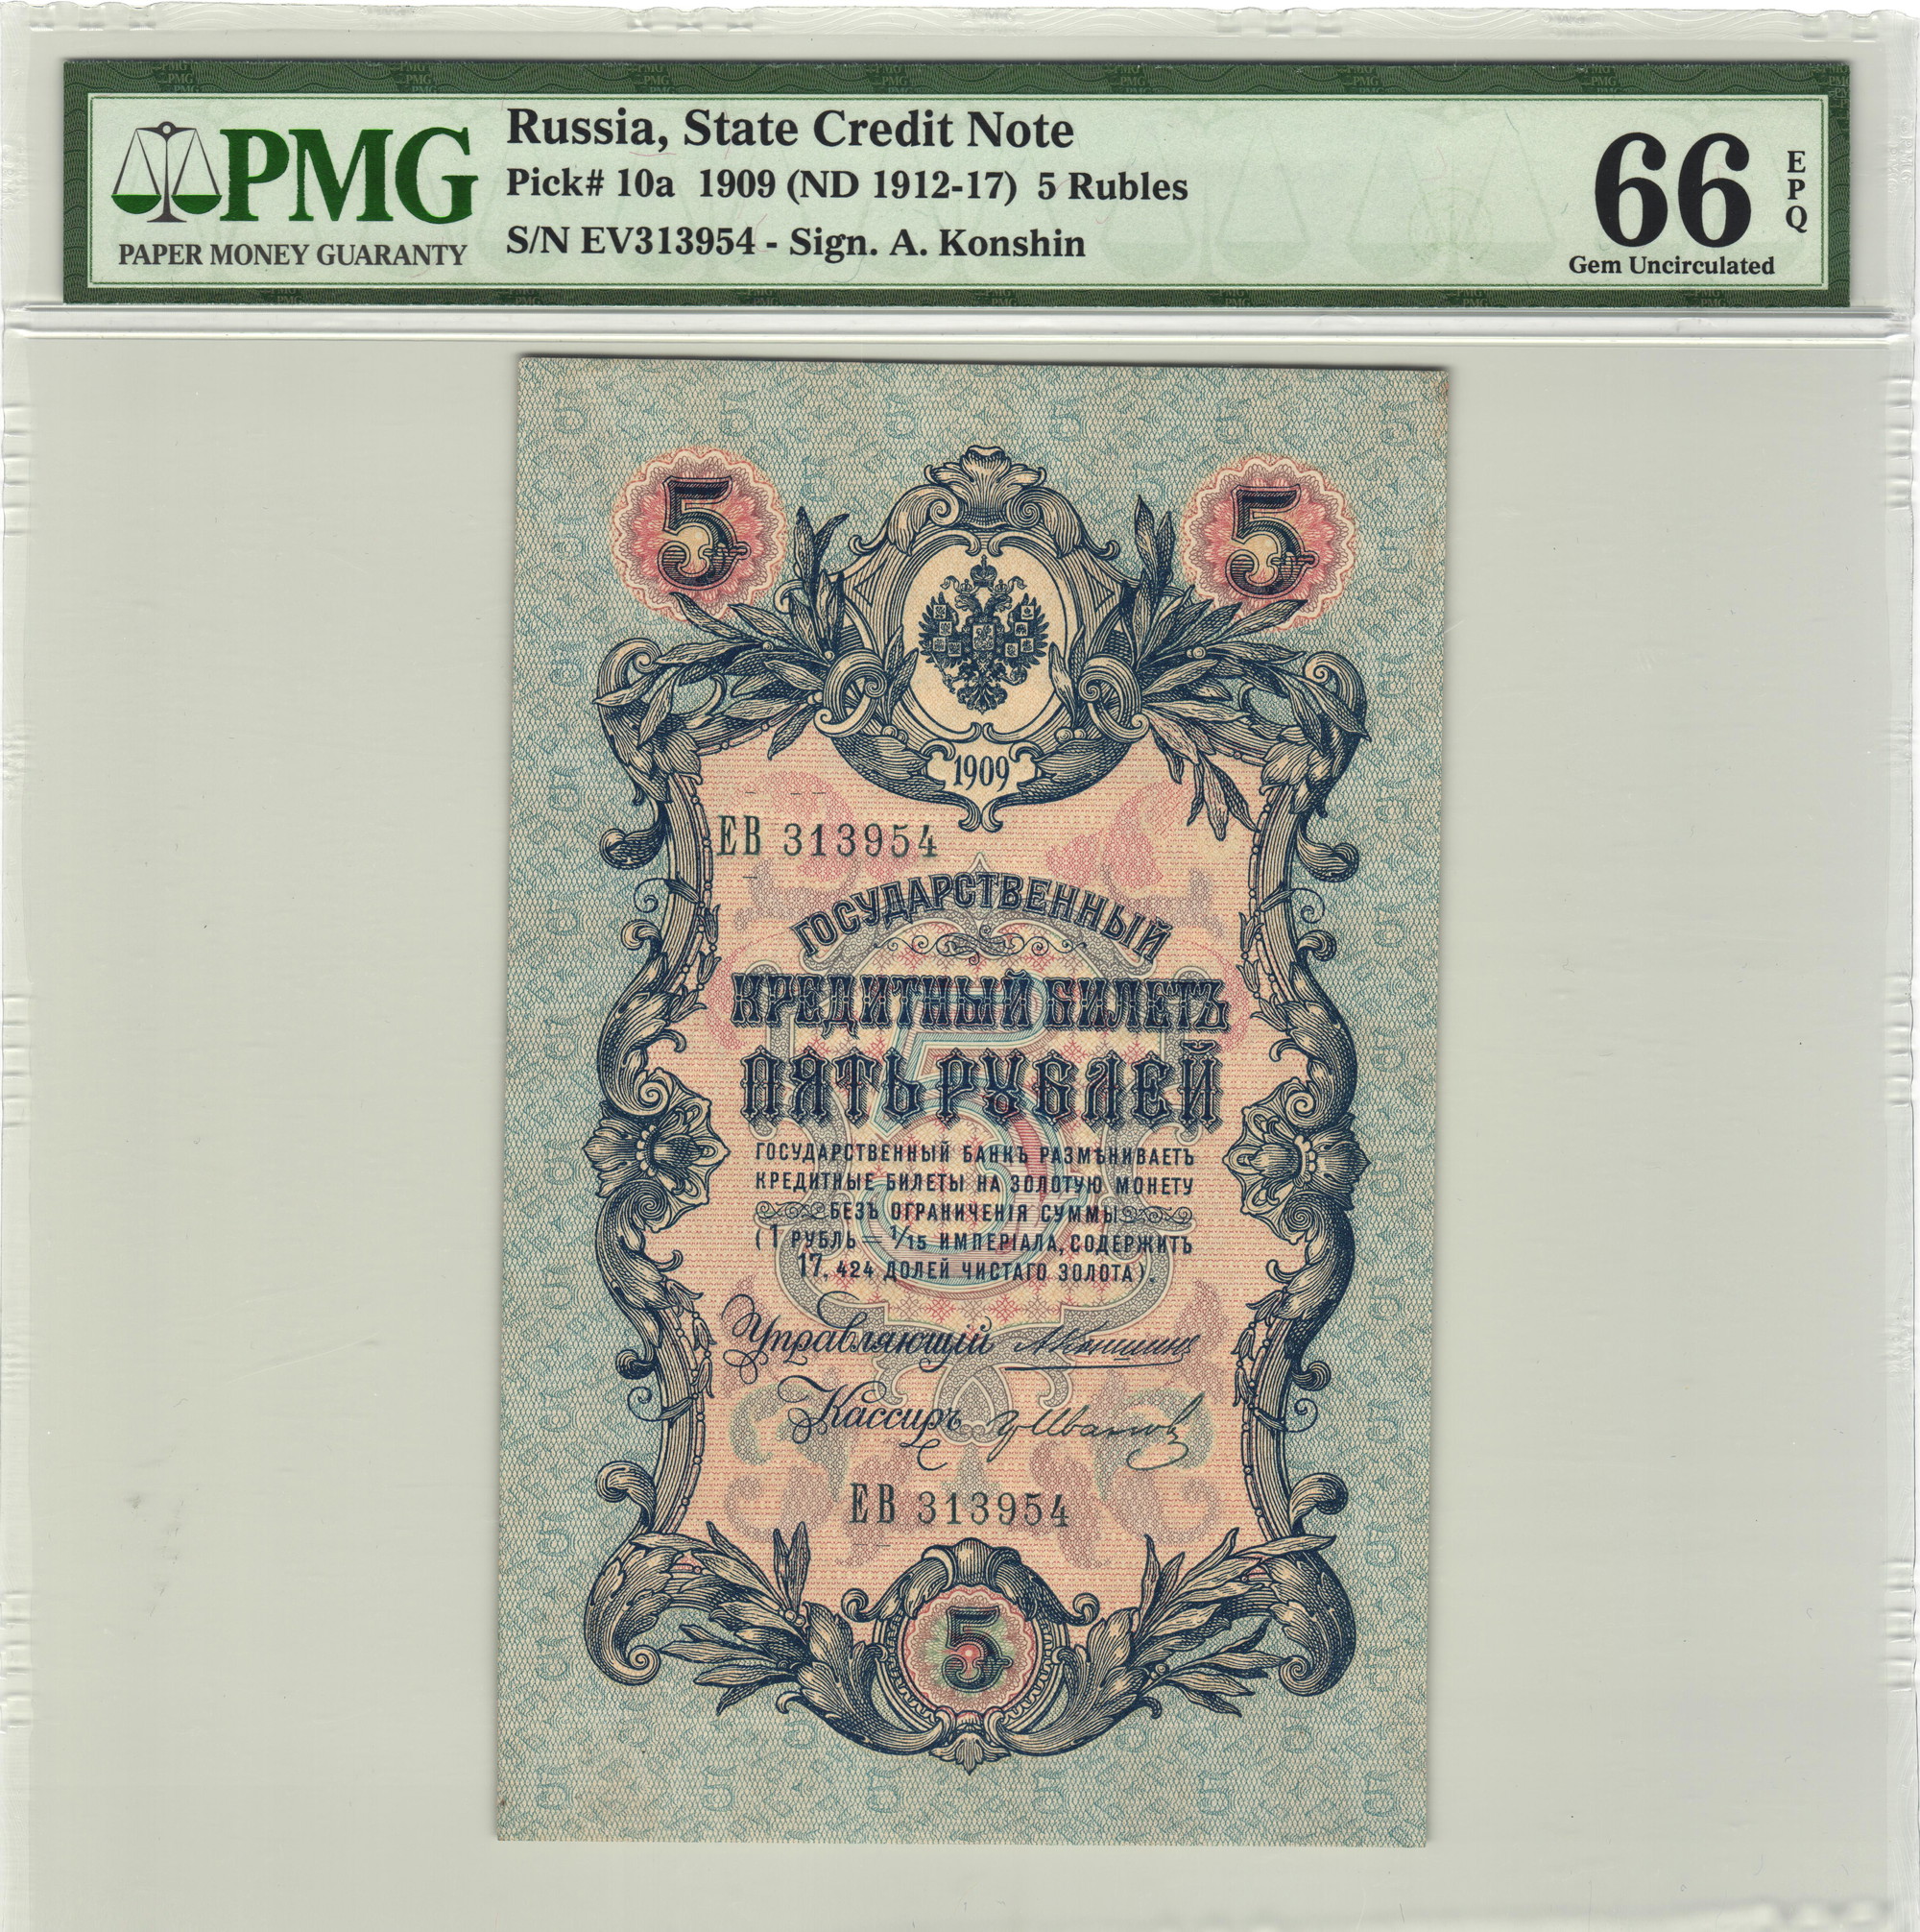 PMG
PAPER MONEY GUARANTY
Russia, State Credit Note
Pick# 10a 1909 (ND 1912-17) 5 Rubles
S/N EV313954 - Sign. A. Konshin
66
EPQ
Gem Uncirculated
5 5
1909
ЕВ 313954
ГОСУДАРСТВЕННЫЙ
КРЕДИТНЫЙ БИЛЕТЪ
ПЯТЬ РУБЛЕЙ
ГОСУДАРСТВЕННЫЙ БАНКЪ РАЗМѢНИВАЕТЪ
КРЕДИТНЫЕ БИЛЕТЫ НА ЗОЛОТУЮ МОНЕТУ
БЕЗЪ ОГРАНИЧЕНІЯ СУММЫ
(1 РУБЛЬ = 1/15 ИМПЕРІАЛА, СОДЕРЖИТЪ
17,424 ДОЛЕЙ ЧИСТАГО ЗОЛОТА).
Управляющій АКоншинъ
Кассиръ ГрИвановъ
ЕВ 313954
5